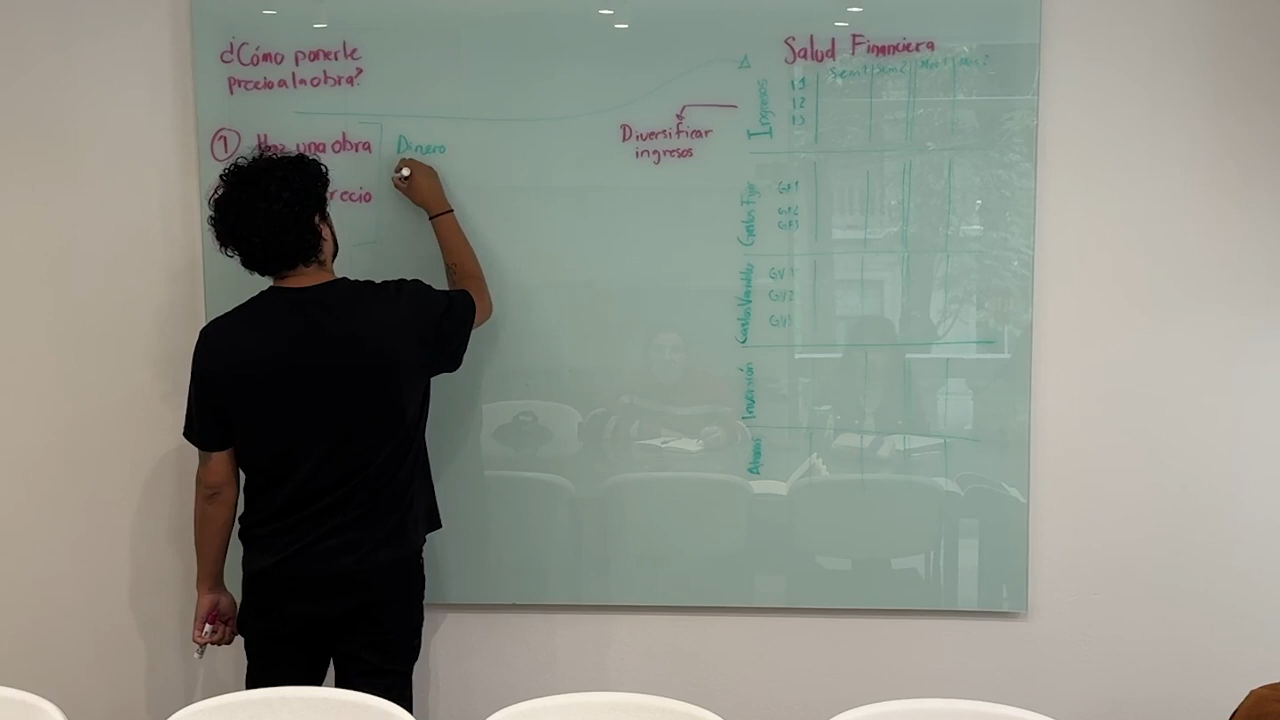 ¿Cómo ponerle
precio a la obra?
① Haz una obra
precio
Dinero
Diversificar
ingresos
Salud Financiera
Sem1 Sem2 Mes1 Mes2
Ingresos
I1
I2
I3
Gastos Fijos
GF1
GF2
GF3
Gastos Variables
GV1
GV2
GV3
Inversión
Ahorro